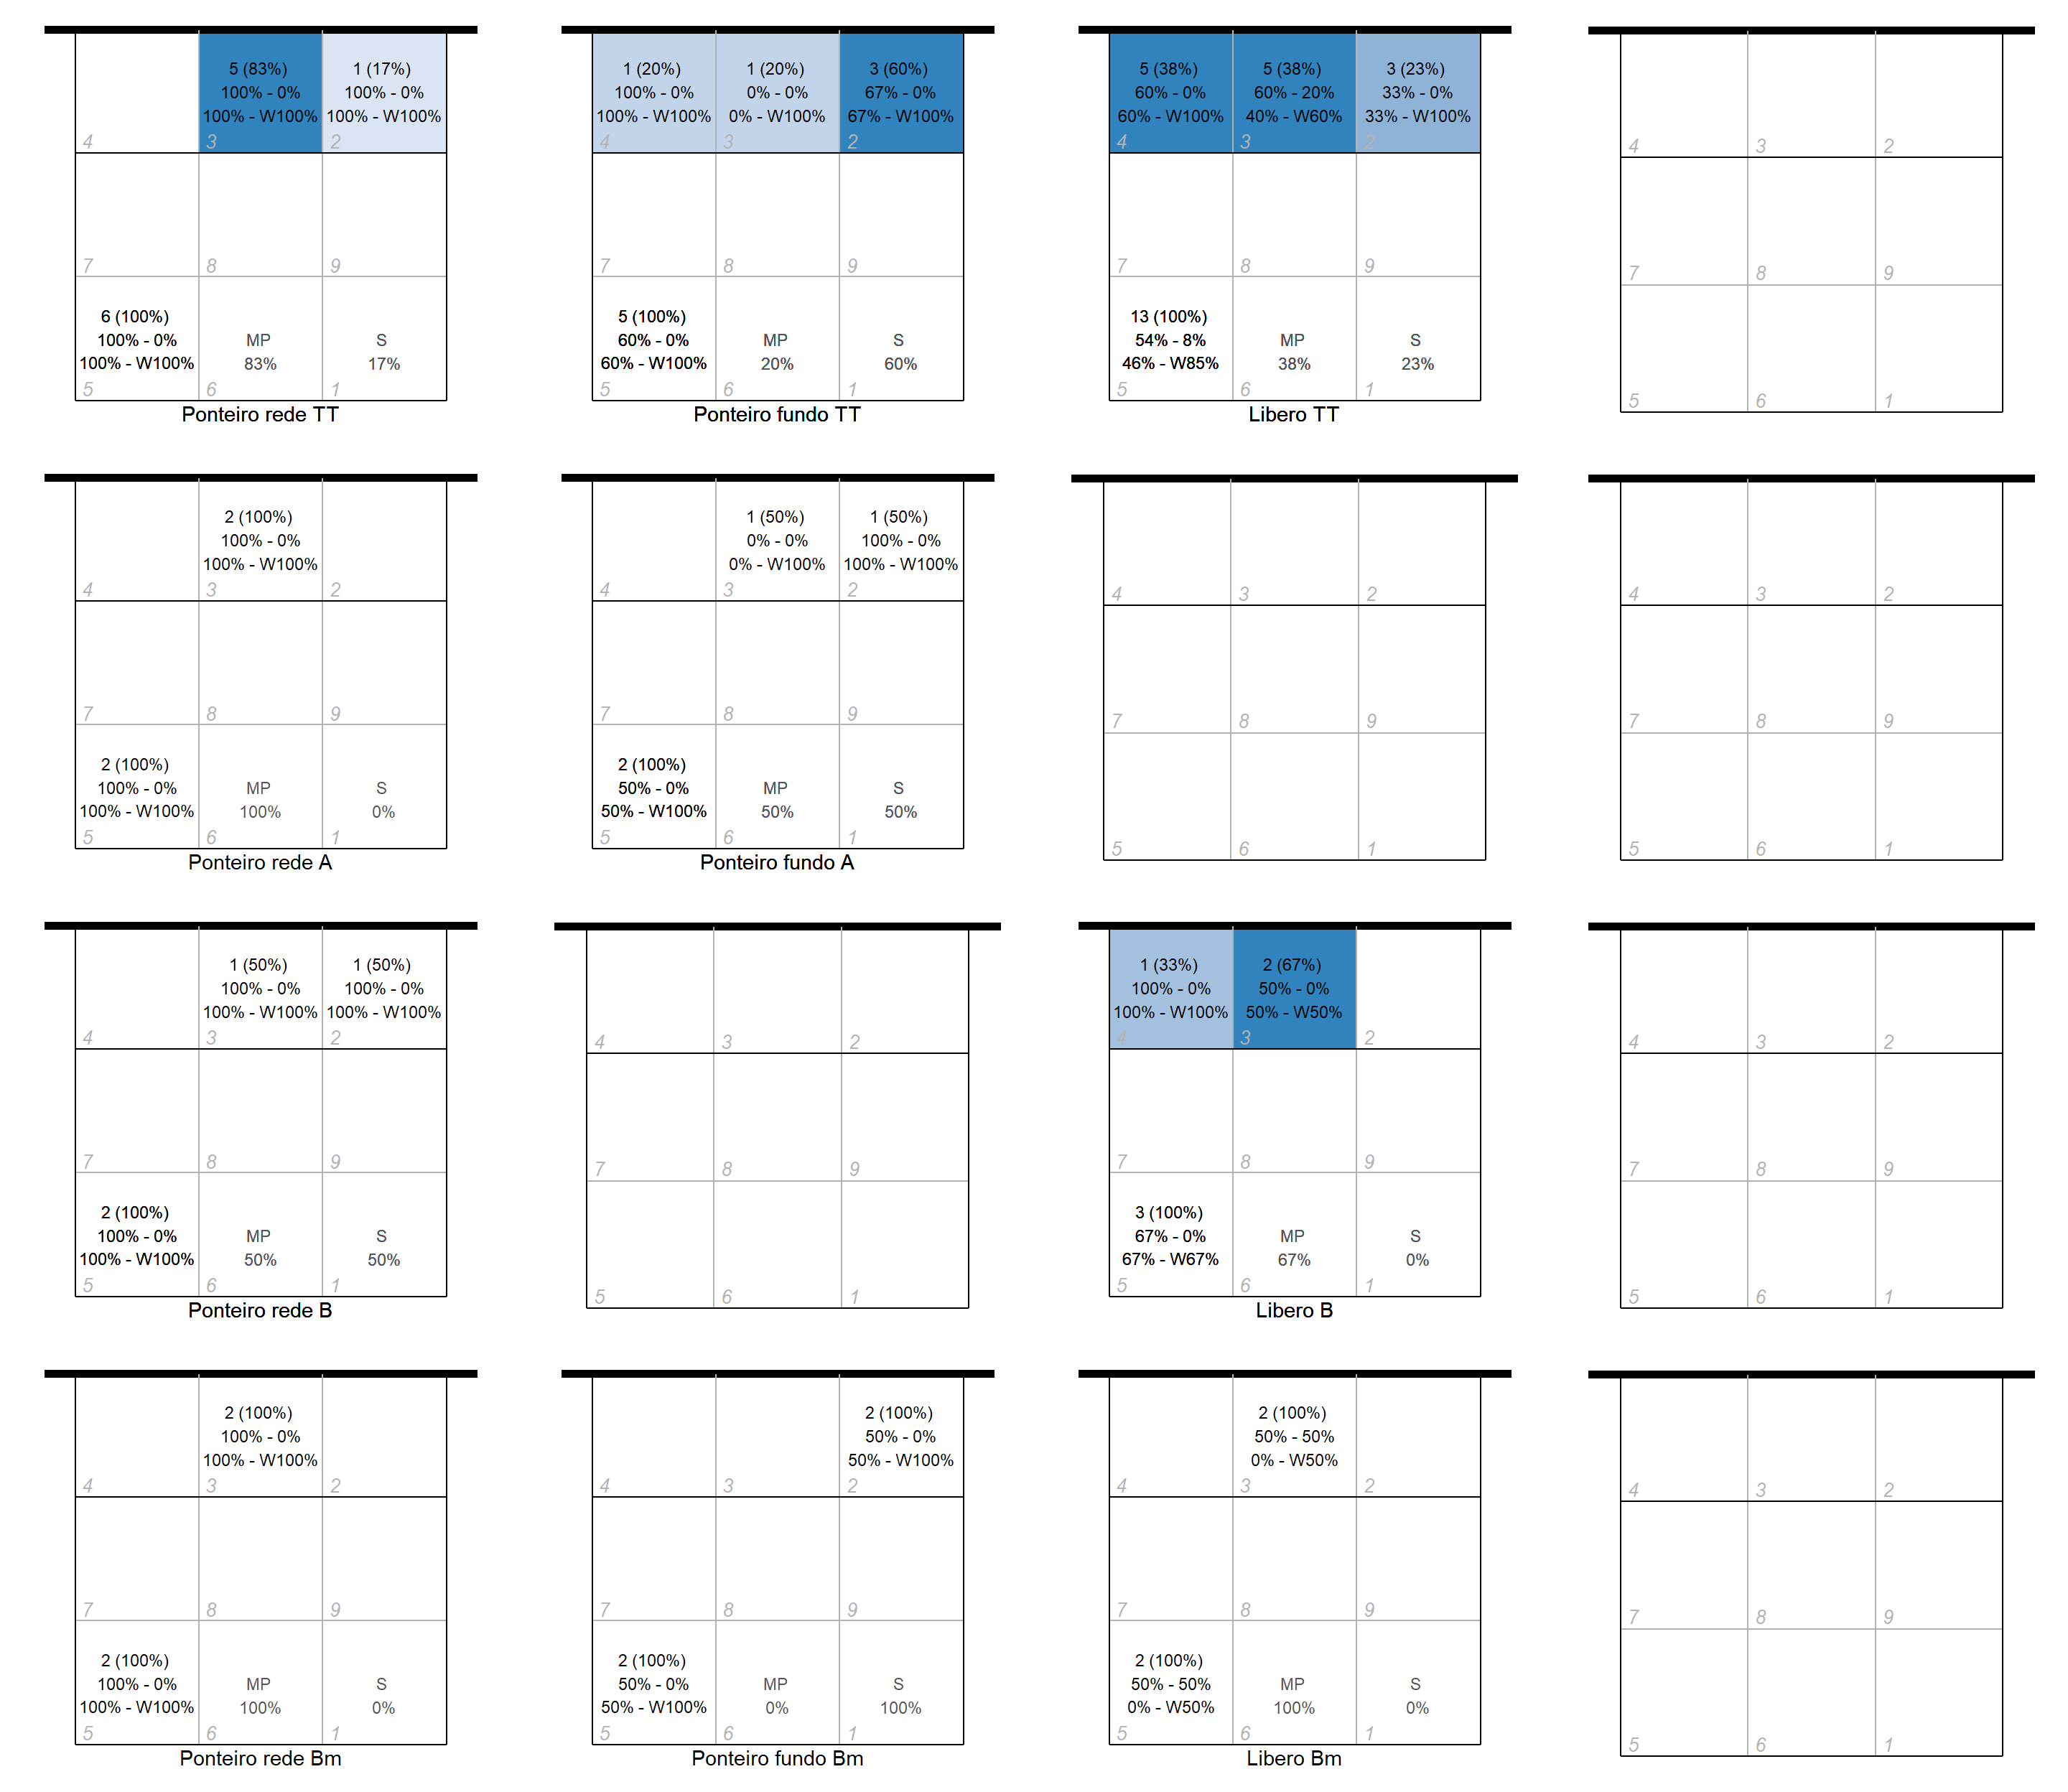 5 (83%)
100% - 0%
100% - W100%
1 (17%)
100% - 0%
100% - W100%
4
3
2
7
8
9
6 (100%)
100% - 0%
100% - W100%
MP
83%
S
17%
5
6
1
Ponteiro rede TT
1 (20%)
100% - 0%
100% - W100%
1 (20%)
0% - 0%
0% - W100%
3 (60%)
67% - 0%
67% - W100%
4
3
2
7
8
9
5 (100%)
60% - 0%
60% - W100%
MP
20%
S
60%
5
6
1
Ponteiro fundo TT
5 (38%)
60% - 0%
60% - W100%
5 (38%)
60% - 20%
40% - W60%
3 (23%)
33% - 0%
33% - W100%
4
3
2
7
8
9
13 (100%)
54% - 8%
46% - W85%
MP
38%
S
23%
5
6
1
Libero TT
4
3
2
7
8
9
5
6
1
2 (100%)
100% - 0%
100% - W100%
4
3
2
7
8
9
2 (100%)
100% - 0%
100% - W100%
MP
100%
S
0%
5
6
1
Ponteiro rede A
1 (50%)
0% - 0%
0% - W100%
1 (50%)
100% - 0%
100% - W100%
4
3
2
7
8
9
2 (100%)
50% - 0%
50% - W100%
MP
50%
S
50%
5
6
1
Ponteiro fundo A
4
3
2
7
8
9
5
6
1
4
3
2
7
8
9
5
6
1
1 (50%)
100% - 0%
100% - W100%
1 (50%)
100% - 0%
100% - W100%
4
3
2
7
8
9
2 (100%)
100% - 0%
100% - W100%
MP
50%
S
50%
5
6
1
Ponteiro rede B
4
3
2
7
8
9
5
6
1
1 (33%)
100% - 0%
100% - W100%
2 (67%)
50% - 0%
50% - W50%
4
3
2
7
8
9
3 (100%)
67% - 0%
67% - W67%
MP
67%
S
0%
5
6
1
Libero B
4
3
2
7
8
9
5
6
1
2 (100%)
100% - 0%
100% - W100%
4
3
2
7
8
9
2 (100%)
100% - 0%
100% - W100%
MP
100%
S
0%
5
6
1
Ponteiro rede Bm
2 (100%)
50% - 0%
50% - W100%
4
3
2
7
8
9
2 (100%)
50% - 0%
50% - W100%
MP
0%
S
100%
5
6
1
Ponteiro fundo Bm
2 (100%)
50% - 50%
0% - W50%
4
3
2
7
8
9
2 (100%)
50% - 50%
0% - W50%
MP
100%
S
0%
5
6
1
Libero Bm
4
3
2
7
8
9
5
6
1